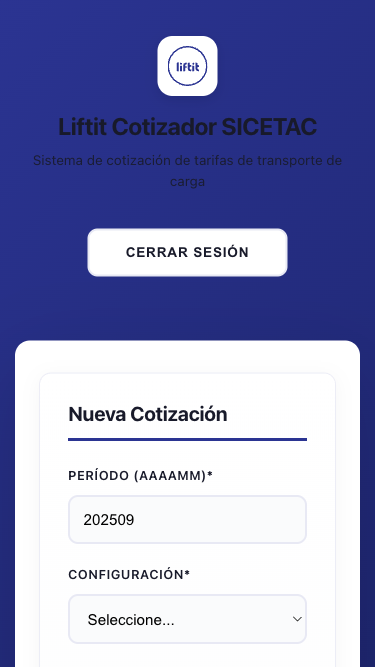 liftit
Liftit Cotizador SICETAC
Sistema de cotización de tarifas de transporte de
carga
CERRAR SESIÓN
Nueva Cotización
PERÍODO (AAAAMM)*
202509
CONFIGURACIÓN*
Seleccione...